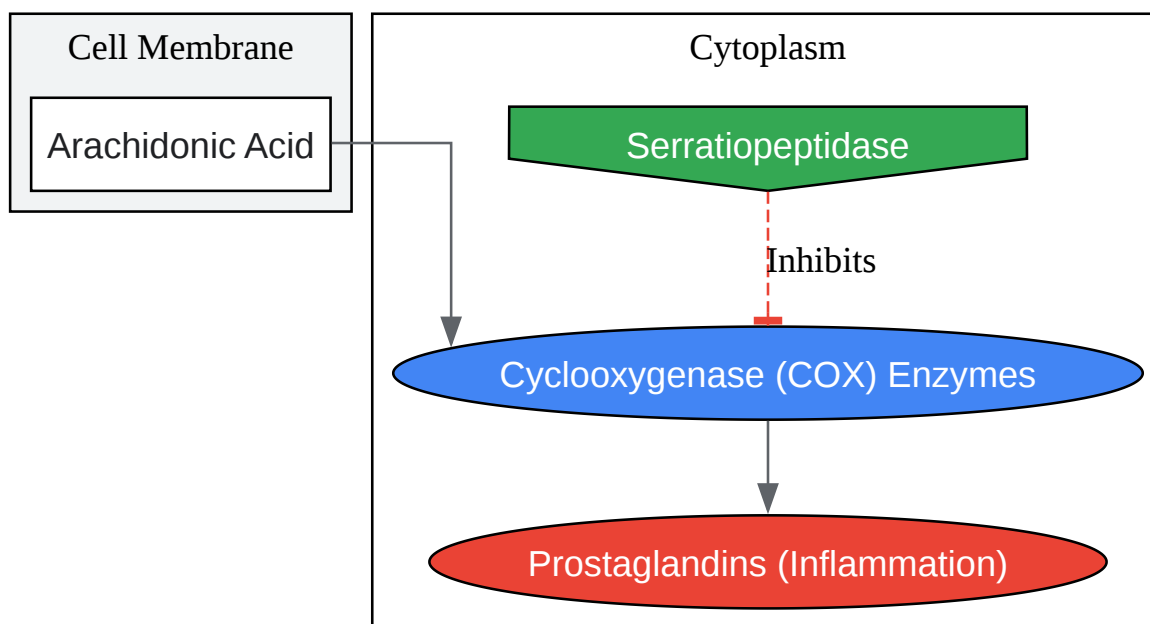 Cell Membrane
Arachidonic Acid
Cytoplasm
Serratiopeptidase
Inhibits
Cyclooxygenase (COX) Enzymes
Prostaglandins (Inflammation)